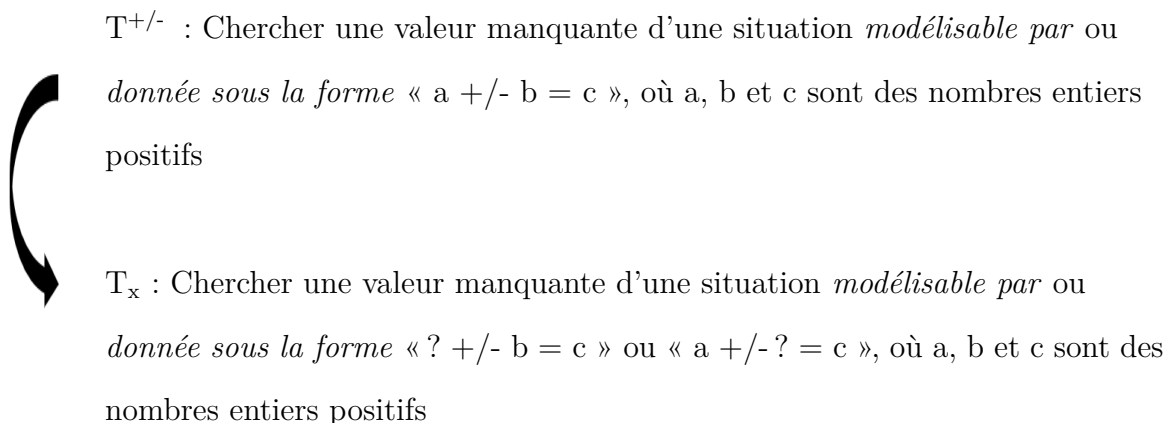 T+/- : Chercher une valeur manquante d'une situation modélisable par ou
donnée sous la forme « a +/- b = c », où a, b et c sont des nombres entiers
positifs
Tx : Chercher une valeur manquante d'une situation modélisable par ou
donnée sous la forme « ? +/- b = c » ou « a +/- ? = c », où a, b et c sont des
nombres entiers positifs